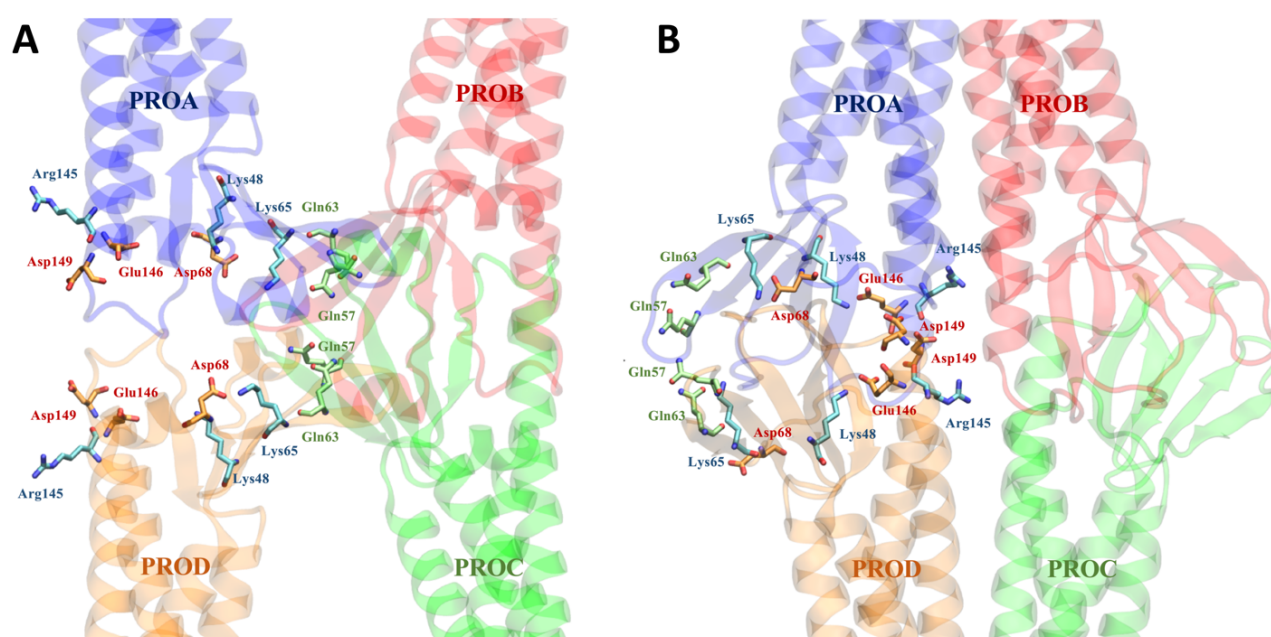 A
PROA
PROB
Arg145
Lys48
Lys65
Gln63
Asp149
Glu146
Asp68
Gln57
Gln57
Asp68
Asp149
Glu146
Gln63
Arg145
Lys65
Lys48
PROD
PROC
B
PROA
PROB
Lys65
Lys48
Gln63
Glu146
Arg145
Gln57
Asp68
Asp149
Asp149
Gln57
Glu146
Gln63
Arg145
Asp68
Lys48
Lys65
PROD
PROC